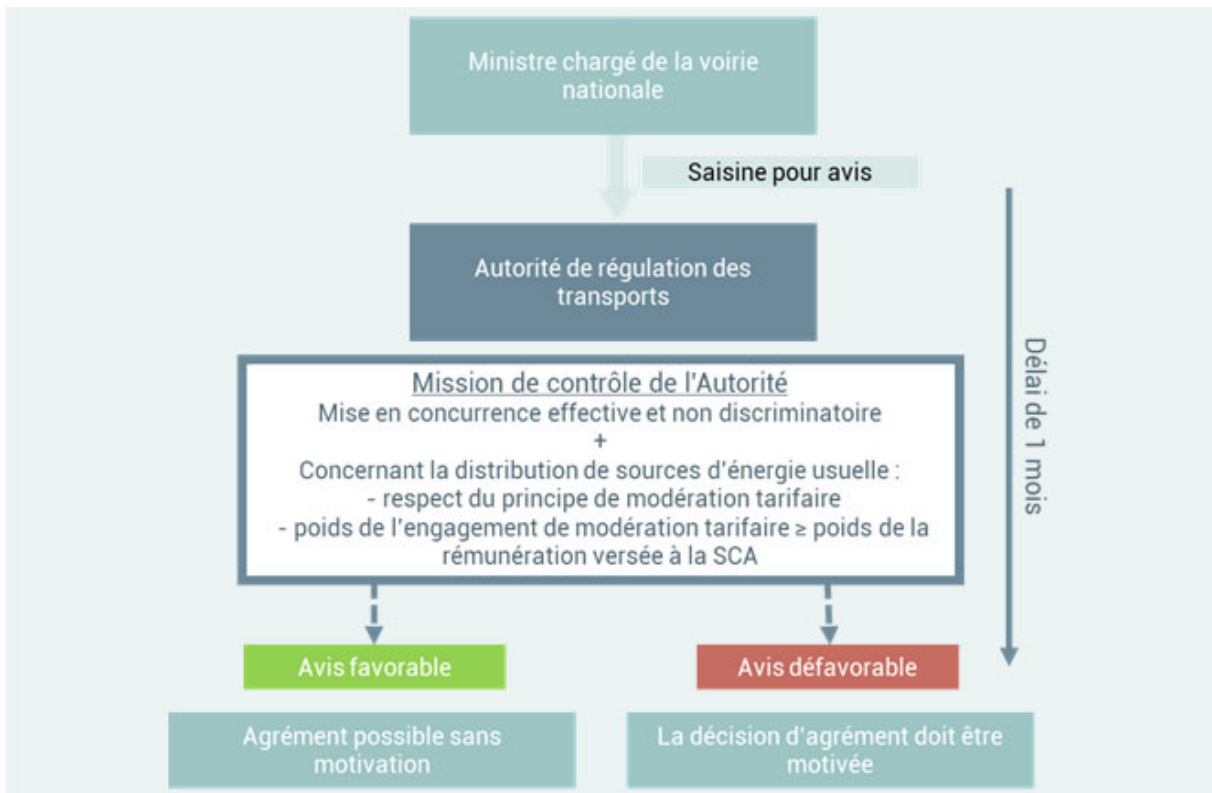 Ministre chargé de la voirie
nationale
Saisine pour avis
Autorité de régulation des
transports
Délai de 1 mois
Mission de contrôle de l'Autorité
Mise en concurrence effective et non discriminatoire
+
Concernant la distribution de sources d'énergie usuelle :
- respect du principe de modération tarifaire
- poids de l'engagement de modération tarifaire ≥ poids de la
rémunération versée à la SCA
Avis favorable
Avis défavorable
Agrément possible sans
motivation
La décision d'agrément doit être
motivée